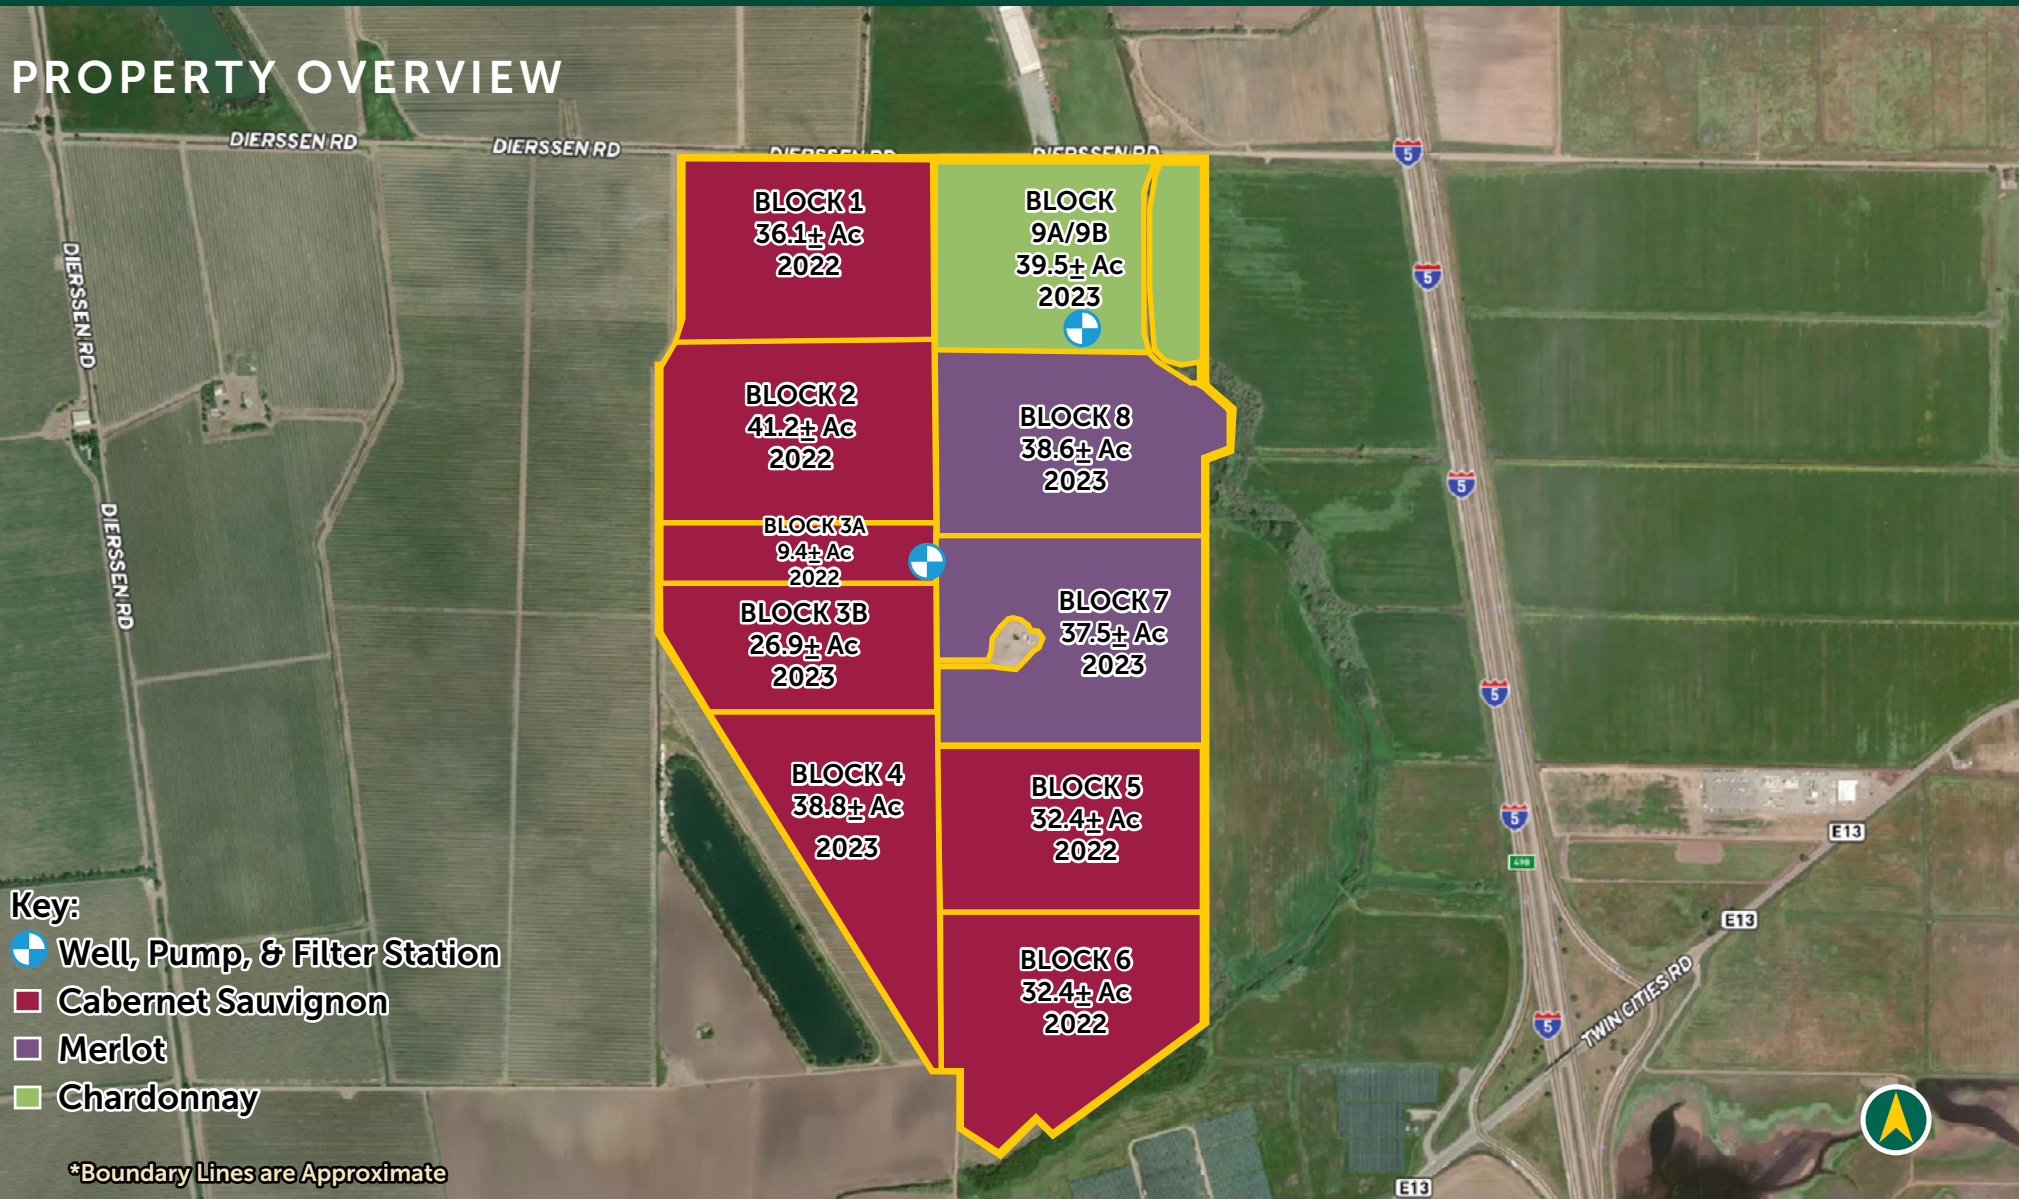 PROPERTY OVERVIEW
DIERSSEN RD
DIERSSEN RD
DIERSSEN RD
DIERSSEN RD
5
DIERSSEN RD
BLOCK 1
36.1± Ac
2022
BLOCK
9A/9B
39.5± Ac
2023
5
BLOCK 2
41.2± Ac
2022
BLOCK 8
38.6± Ac
2023
5
DIERSSEN RD
BLOCK 3A
9.4± Ac
2022
BLOCK 3B
26.9± Ac
2023
BLOCK 7
37.5± Ac
2023
5
BLOCK 4
38.8± Ac
2023
BLOCK 5
32.4± Ac
2022
5
E13
498
E13
BLOCK 6
32.4± Ac
2022
TWIN CITIES RD
5
E13
Key:
Well, Pump, & Filter Station
Cabernet Sauvignon
Merlot
Chardonnay
*Boundary Lines are Approximate